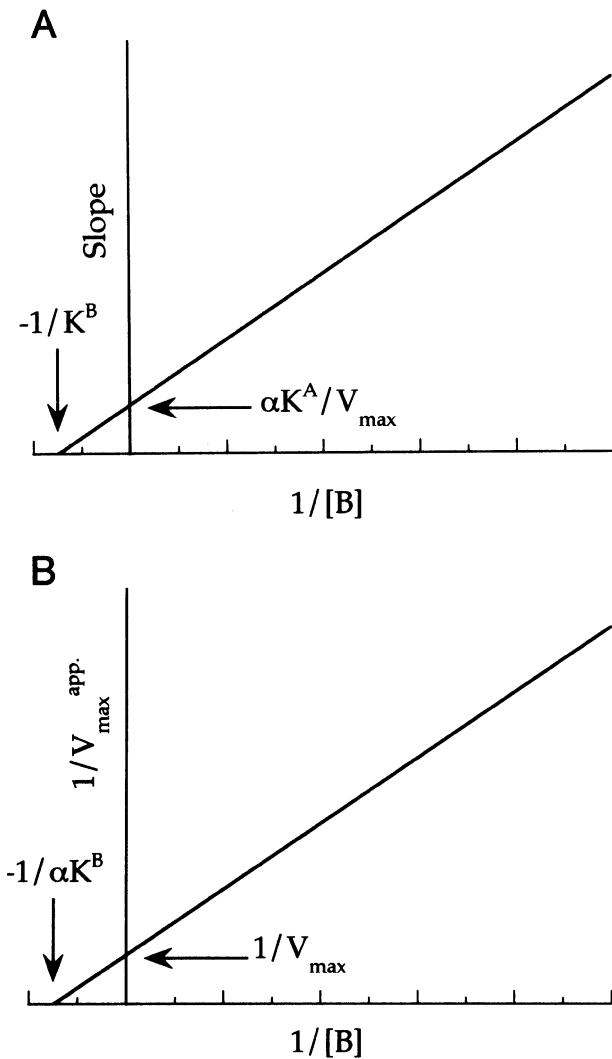 A
Slope
-1/K^B
αK^A/V_max
1/[B]
B
1/V_max^app.
-1/αK^B
1/V_max
1/[B]